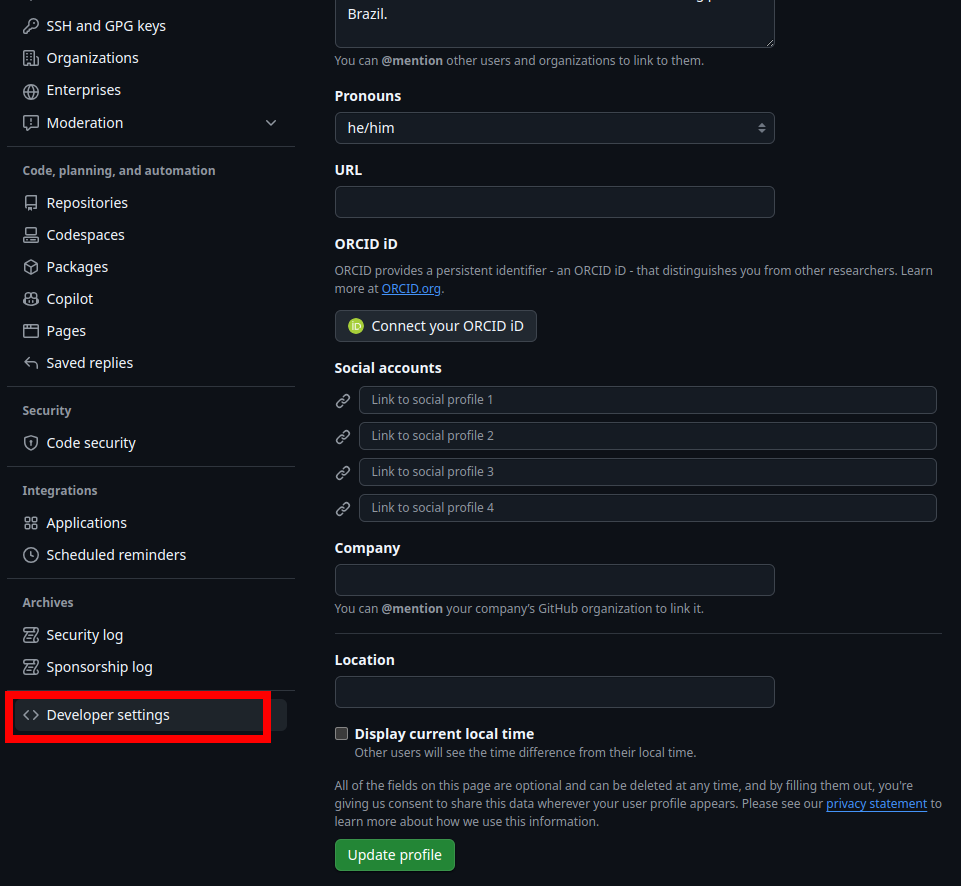 SSH and GPG keys
Organizations
Enterprises
Moderation
Code, planning, and automation
Repositories
Codespaces
Packages
Copilot
Pages
Saved replies
Security
Code security
Integrations
Applications
Scheduled reminders
Archives
Security log
Sponsorship log
Developer settings
Brazil.
You can @mention other users and organizations to link to them.
Pronouns
he/him
URL
ORCID iD
ORCID provides a persistent identifier - an ORCID iD - that distinguishes you from other researchers. Learn
more at ORCID.org.
iD Connect your ORCID iD
Social accounts
Link to social profile 1
Link to social profile 2
Link to social profile 3
Link to social profile 4
Company
You can @mention your company's GitHub organization to link it.
Location
Display current local time
Other users will see the time difference from their local time.
All of the fields on this page are optional and can be deleted at any time, and by filling them out, you're
giving us consent to share this data wherever your user profile appears. Please see our privacy statement to
learn more about how we use this information.
Update profile